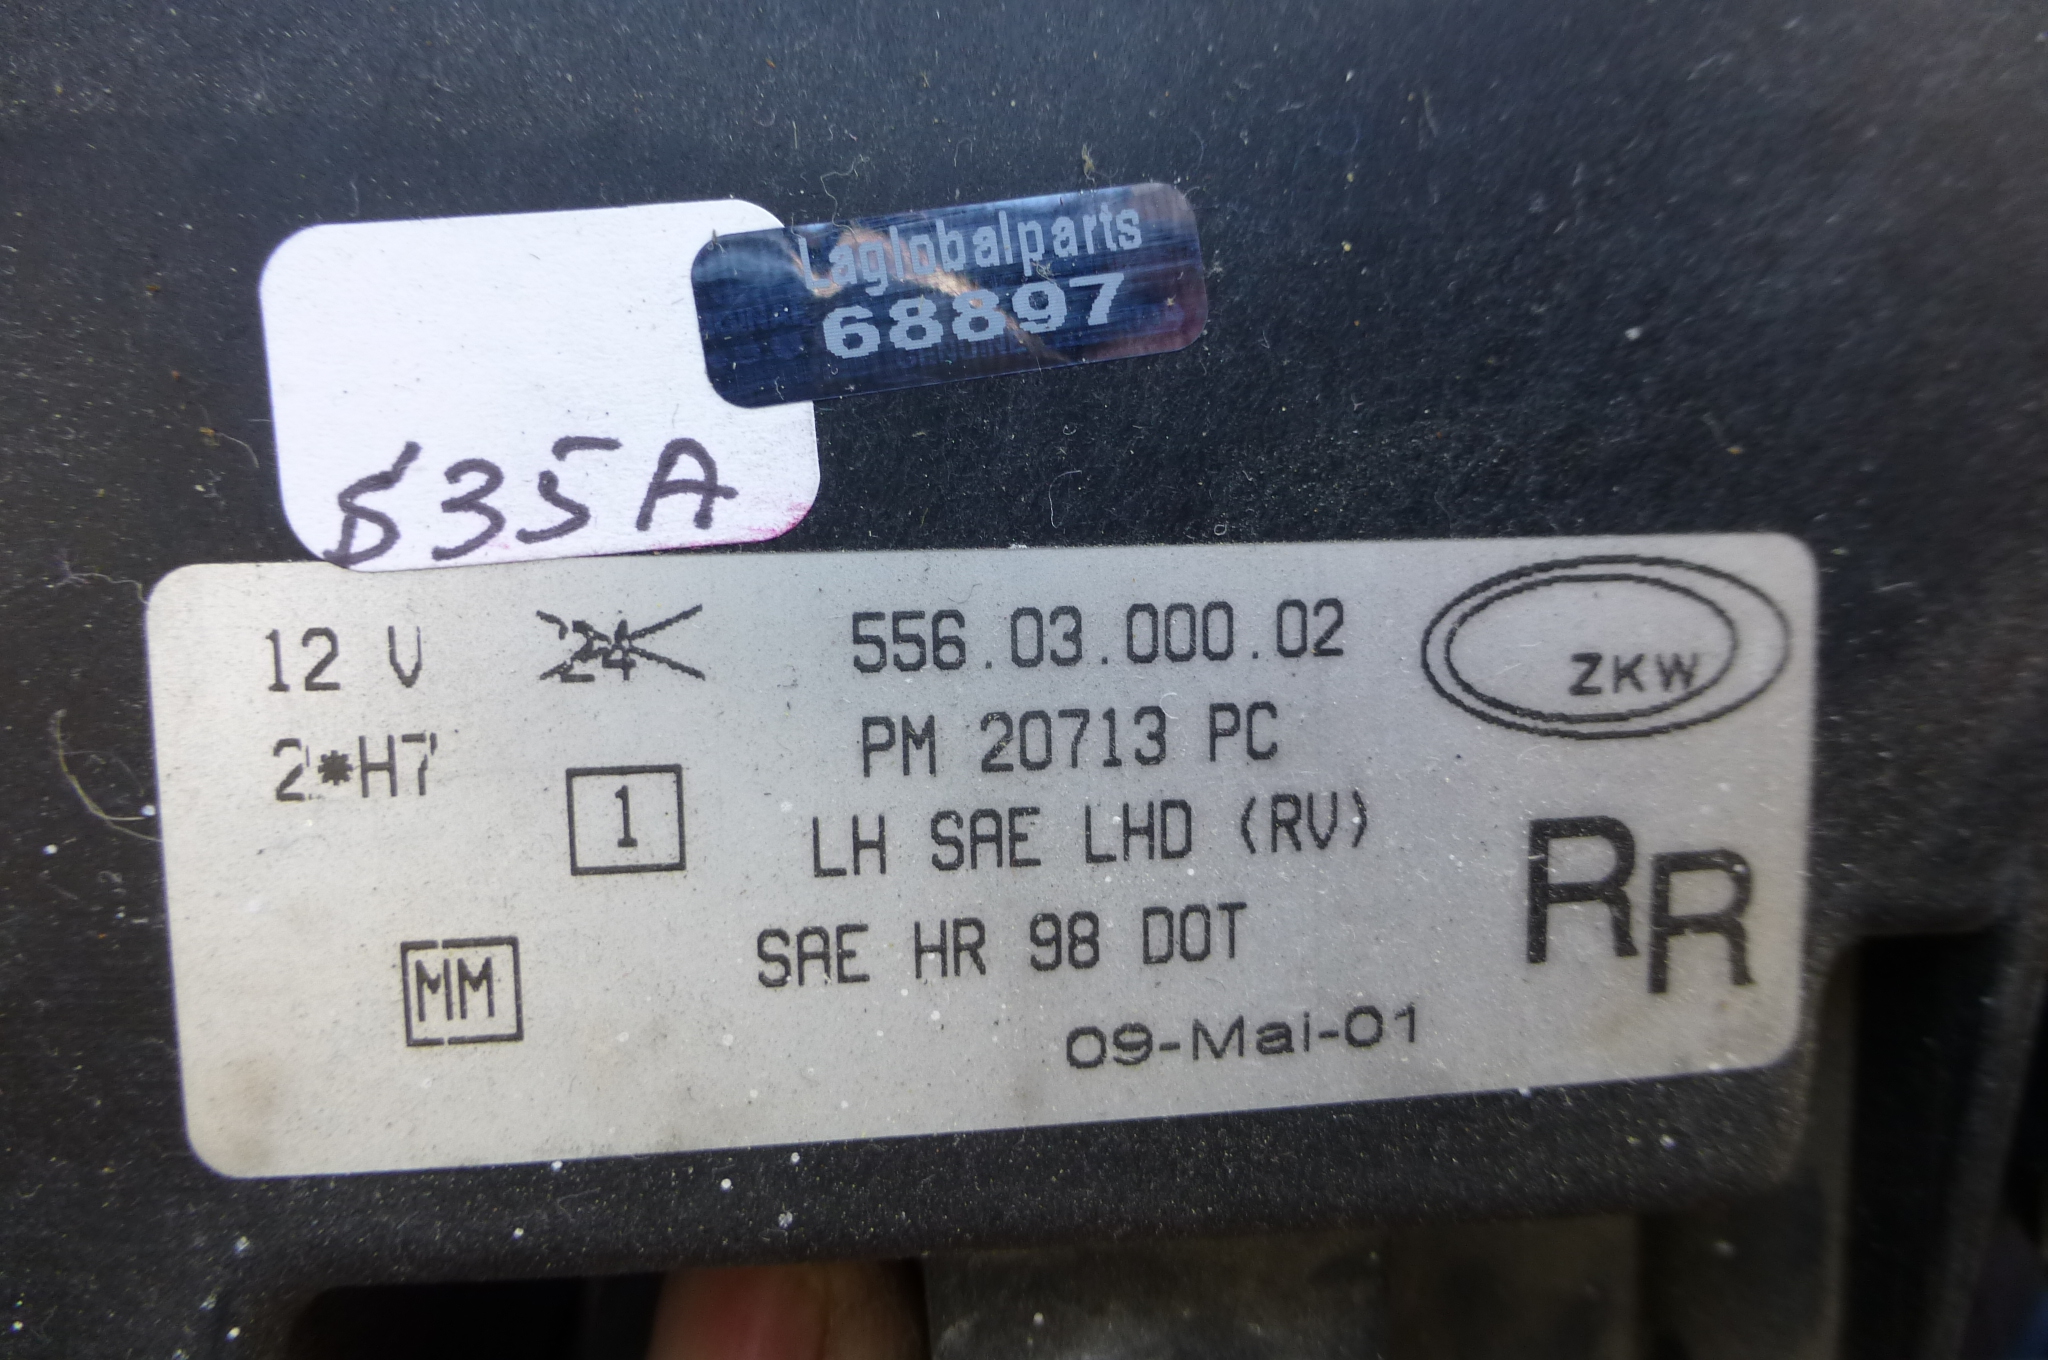 Laglobalparts
68897
535A
12 V 24 556.03.000.02 ZKW
2*H7 PM 20713 PC
1 LH SAE LHD (RV) RR
MM SAE HR 98 DOT
09-Mai-01